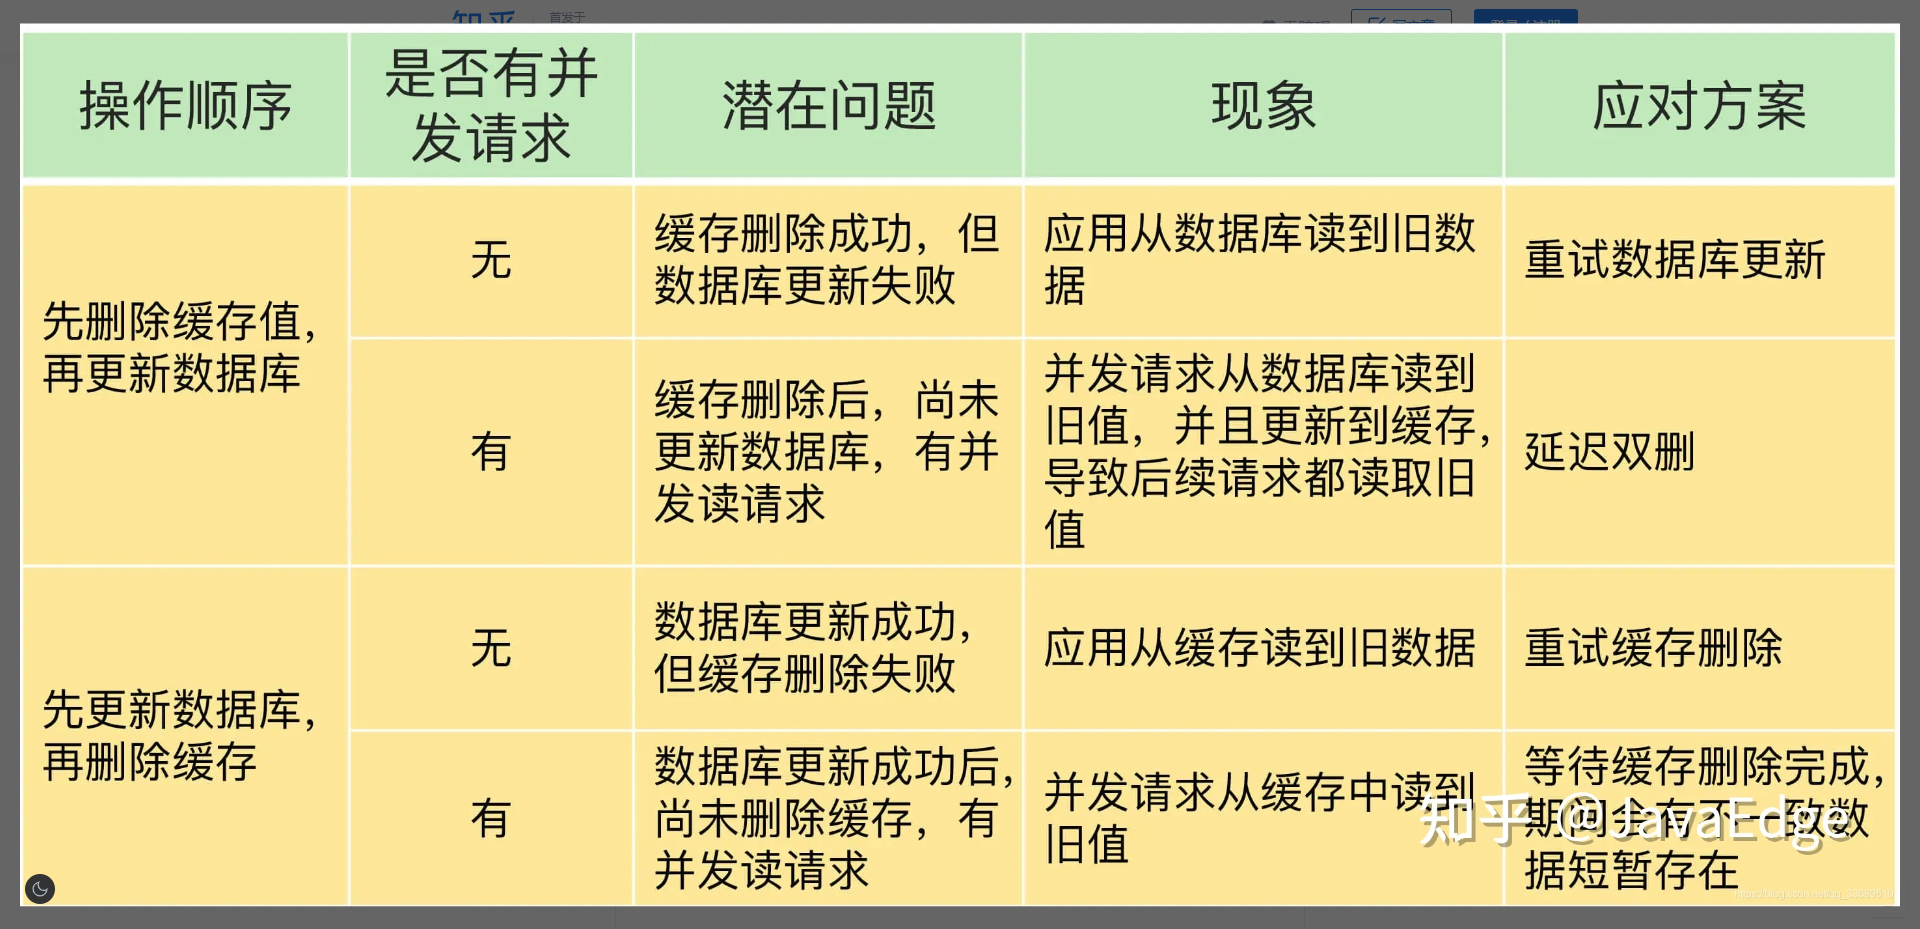 知乎
首发于
操作顺序
是否有并
发请求
潜在问题
现象
应对方案
先删除缓存值，
再更新数据库
无
缓存删除成功，但
数据库更新失败
应用从数据库读到旧数
据
重试数据库更新
有
缓存删除后，尚未
更新数据库，有并
发读请求
并发请求从数据库读到
旧值，并且更新到缓存，
导致后续请求都读取旧
值
延迟双删
先更新数据库，
再删除缓存
无
数据库更新成功，
但缓存删除失败
应用从缓存读到旧数据
重试缓存删除
有
数据库更新成功后，
尚未删除缓存，有
并发读请求
并发请求从缓存中读到
旧值
等待缓存删除完成，
期间会有不一致数
据短暂存在
知乎 @JavaEdge